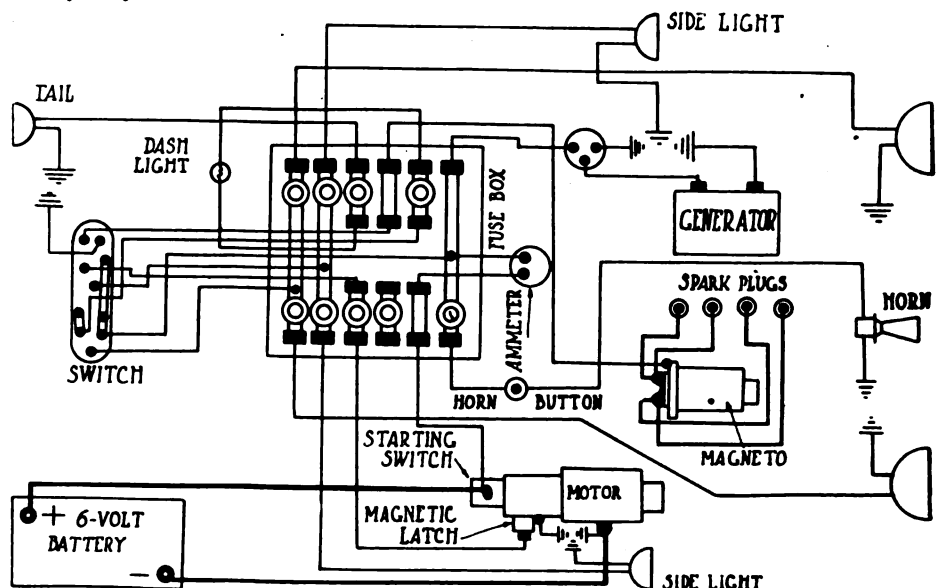 SIDE LIGHT
TAIL
DASH
LIGHT
FUSE BOX
GENERATOR
SPARK PLUGS
HORN
AMMETER
SWITCH
HORN BUTTON
MAGNETO
STARTING
SWITCH
MOTOR
MAGNETIC
LATCH
+ 6-VOLT
BATTERY
-
SIDE LIGHT